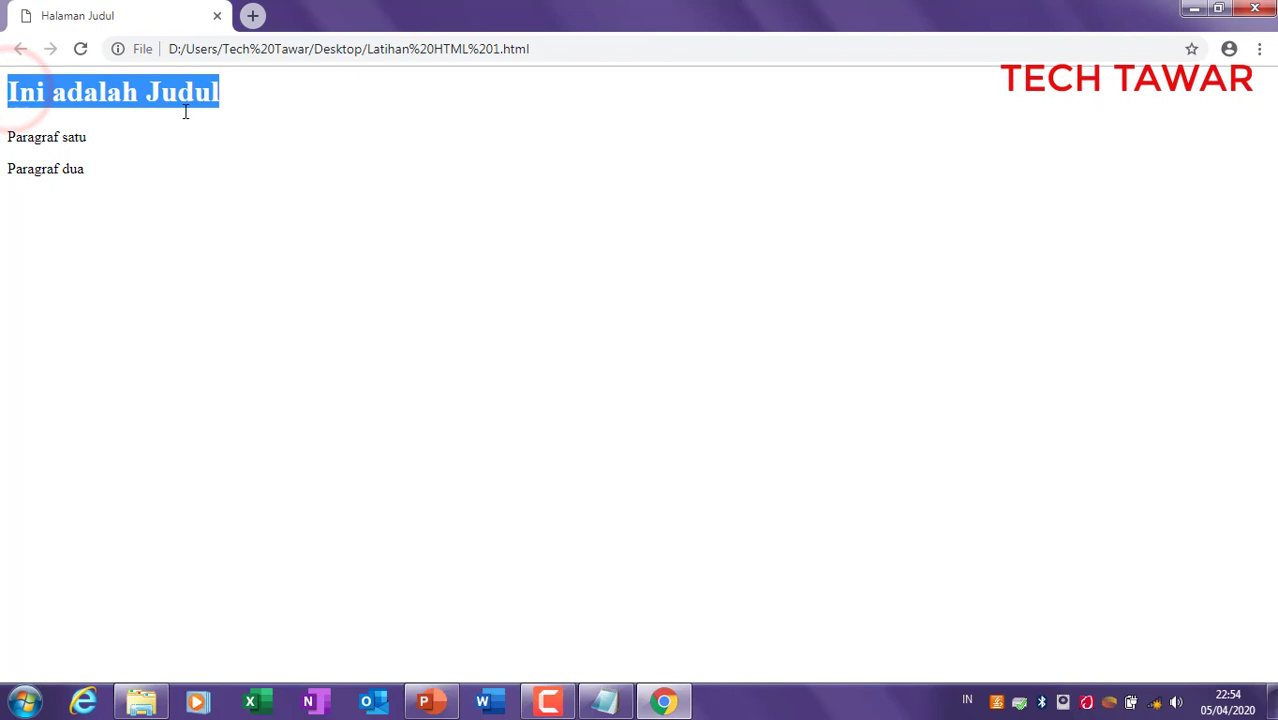 Halaman Judul
File
D:/Users/Tech%20Tawar/Desktop/Latihan%20HTML%201.html
TECH TAWAR
Ini adalah Judul
Paragraf satu
Paragraf dua
IN
22:54
05/04/2020